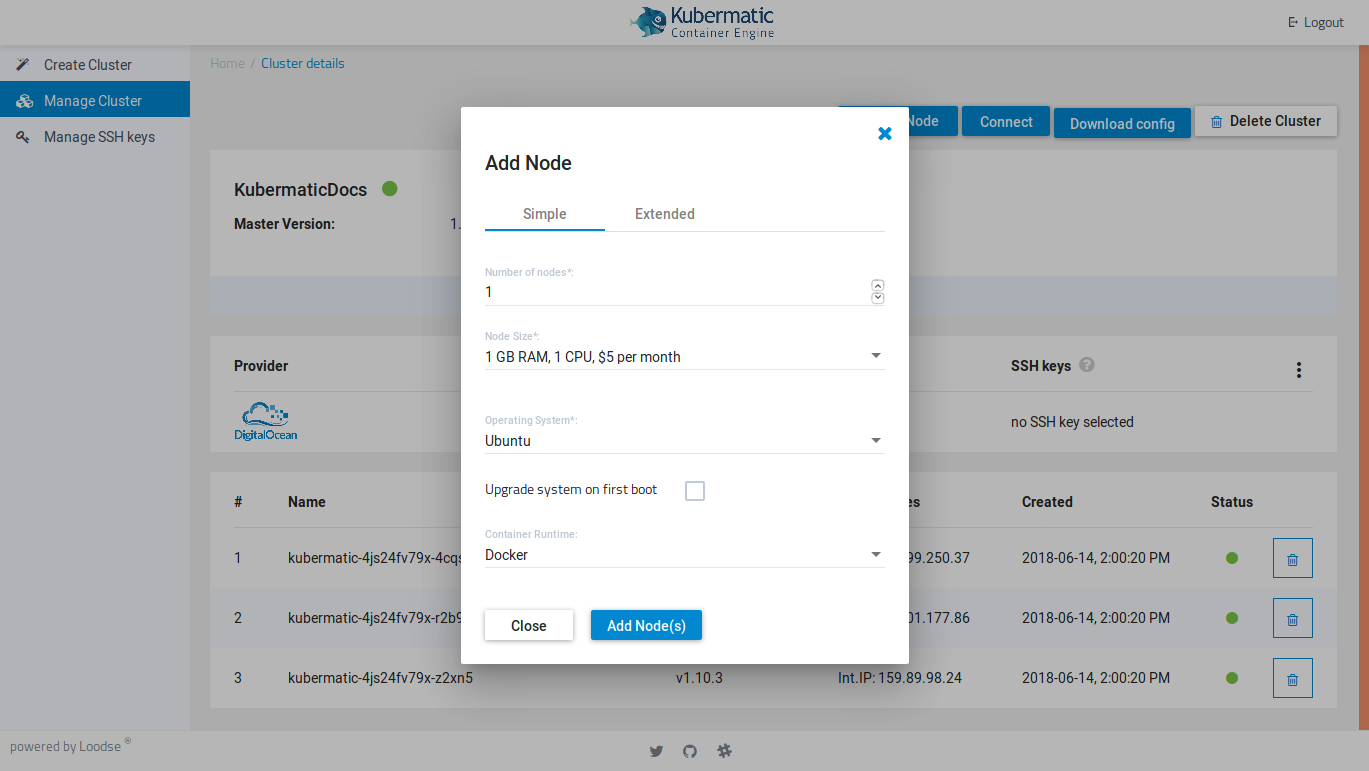 Kubermatic
Container Engine
Logout
Create Cluster
Manage Cluster
Manage SSH keys
Home / Cluster details
Node
Connect
Download config
Delete Cluster
KubermaticDocs
Master Version:
1.
Provider
SSH keys ?
DigitalOcean
no SSH key selected
# Name Created Status
1 kubermatic-4js24fv79x-4cqs 99.250.37 2018-06-14, 2:00:20 PM
2 kubermatic-4js24fv79x-r2b9 01.177.86 2018-06-14, 2:00:20 PM
3 kubermatic-4js24fv79x-z2xn5 v1.10.3 Int.IP: 159.89.98.24 2018-06-14, 2:00:20 PM
Add Node
Simple Extended
Number of nodes*:
1
Node Size*:
1 GB RAM, 1 CPU, $5 per month
Operating System*:
Ubuntu
Upgrade system on first boot
Container Runtime:
Docker
Close
Add Node(s)
powered by Loodse ®